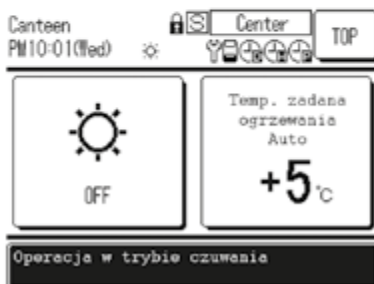 Canteen
PM10:01(Wed)
S
Center
TOP
OFF
Temp. zadana
ogrzewania
Auto
+5°C
Operacja w trybie czuwania